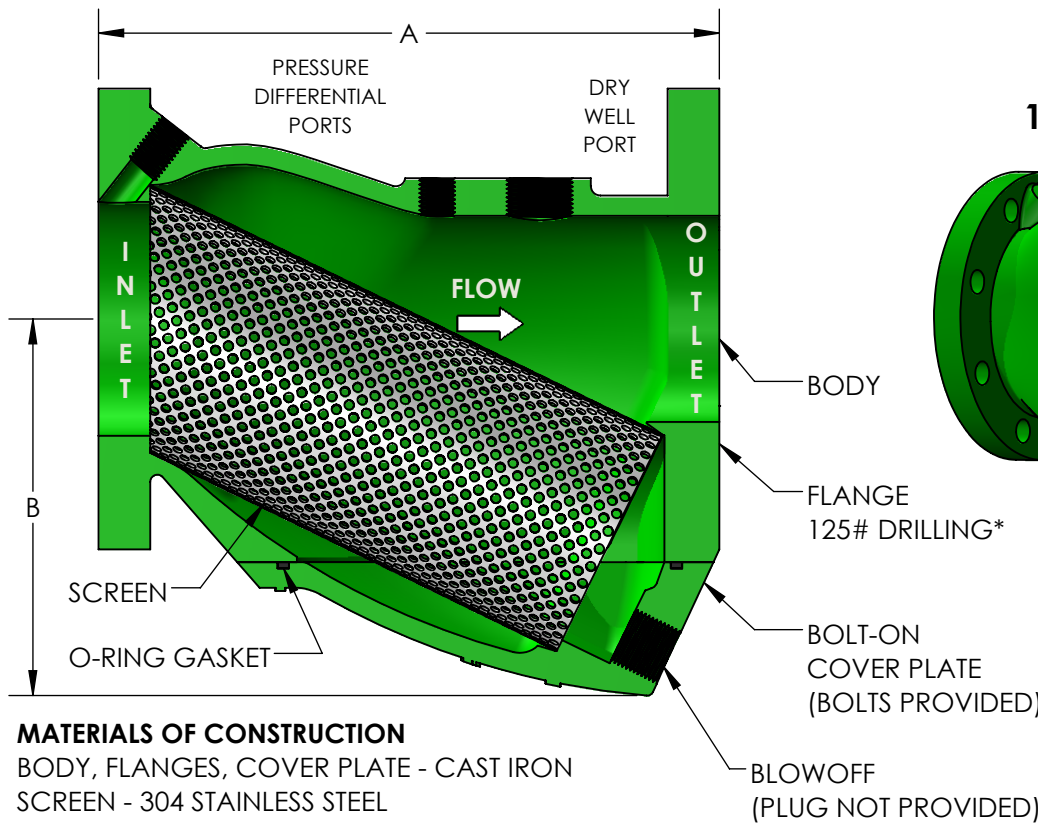 A
PRESSURE
DIFFERENTIAL
PORTS
DRY
WELL
PORT
1
INLET
OUTLET
FLOW
BODY
B
FLANGE
125# DRILLING*
SCREEN
O-RING GASKET
BOLT-ON
COVER PLATE
(BOLTS PROVIDED)
MATERIALS OF CONSTRUCTION
BODY, FLANGES, COVER PLATE - CAST IRON
SCREEN - 304 STAINLESS STEEL
BLOWOFF
(PLUG NOT PROVIDED)